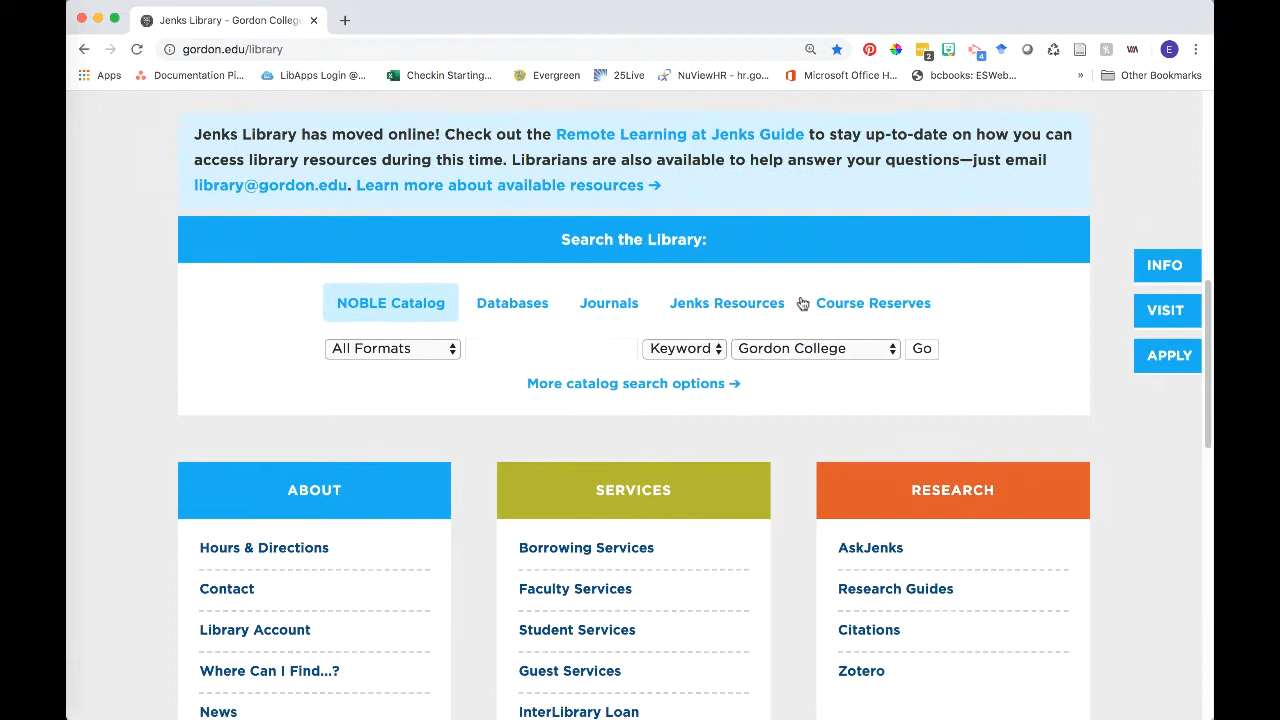 Jenks Library - Gordon College
gordon.edu/library
2
4
E
Apps
Documentation Pi...
LibApps Login @...
Checkin Starting...
Evergreen
25Live
NuViewHR - hr.go...
Microsoft Office H...
bcbooks: ESWeb...
»
Other Bookmarks
Jenks Library has moved online! Check out the Remote Learning at Jenks Guide to stay up-to-date on how you can
access library resources during this time. Librarians are also available to help answer your questions—just email
library@gordon.edu. Learn more about available resources →
Search the Library:
NOBLE Catalog
Databases
Journals
Jenks Resources
Course Reserves
All Formats
Keyword
Gordon College
Go
More catalog search options →
INFO
VISIT
APPLY
ABOUT
Hours & Directions
Contact
Library Account
Where Can I Find...?
News
SERVICES
Borrowing Services
Faculty Services
Student Services
Guest Services
InterLibrary Loan
RESEARCH
AskJenks
Research Guides
Citations
Zotero